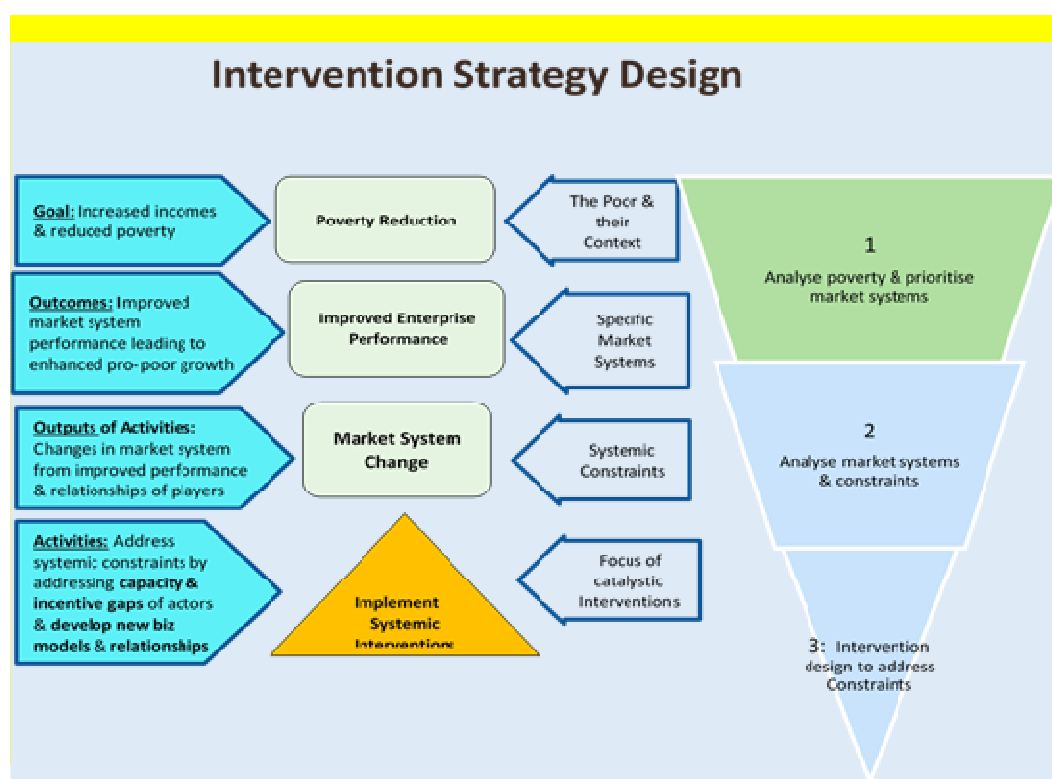 Intervention Strategy Design
Goal: Increased incomes
& reduced poverty
Poverty Reduction
The Poor &
their
Context
1
Analyse poverty & prioritise
market systems
Outcomes: Improved
market system
performance leading to
enhanced pro-poor growth
Improved Enterprise
Performance
Specific
Market
Systems
Outputs of Activities:
Changes in market system
from improved performance
& relationships of players
Market System
Change
Systemic
Constraints
2
Analyse market systems
& constraints
Activities: Address
systemic constraints by
addressing capacity &
incentive gaps of actors
& develop new biz
models & relationships
Implement
Systemic
Interventions
Focus of
catalystic
Interventions
3: Intervention
design to address
Constraints